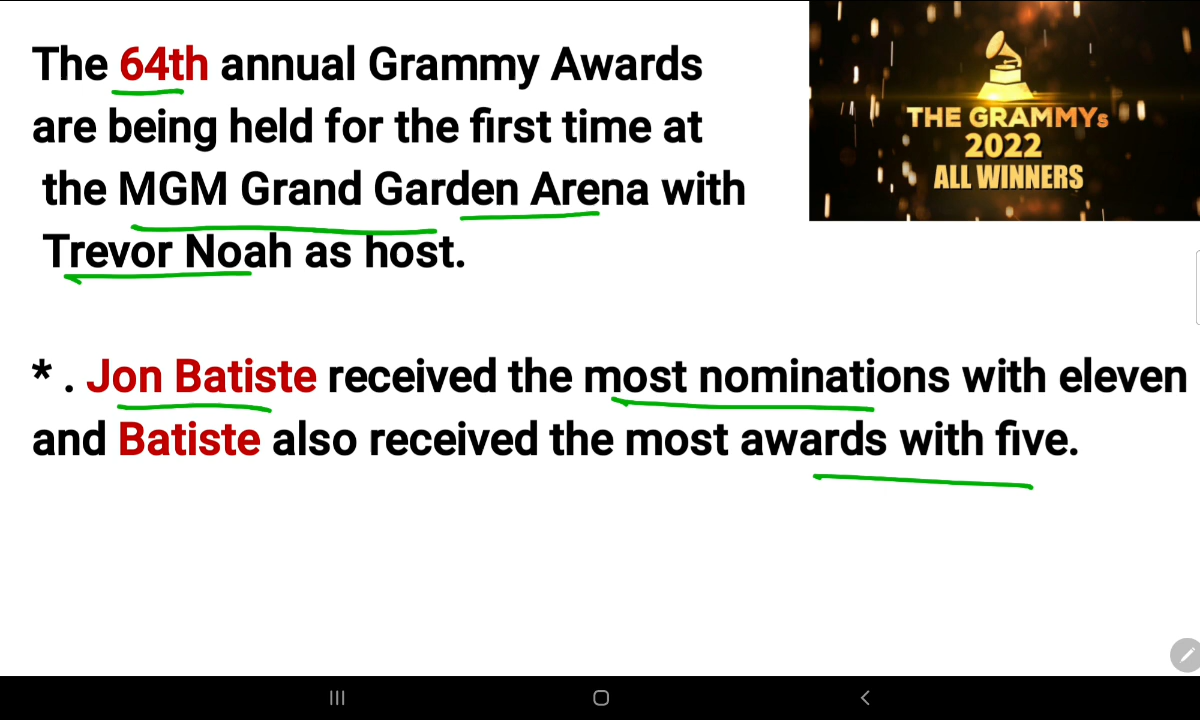 The 64th annual Grammy Awards
are being held for the first time at
the MGM Grand Garden Arena with
Trevor Noah as host.
* . Jon Batiste received the most nominations with eleven
and Batiste also received the most awards with five.
THE GRAMMYs
2022
ALL WINNERS